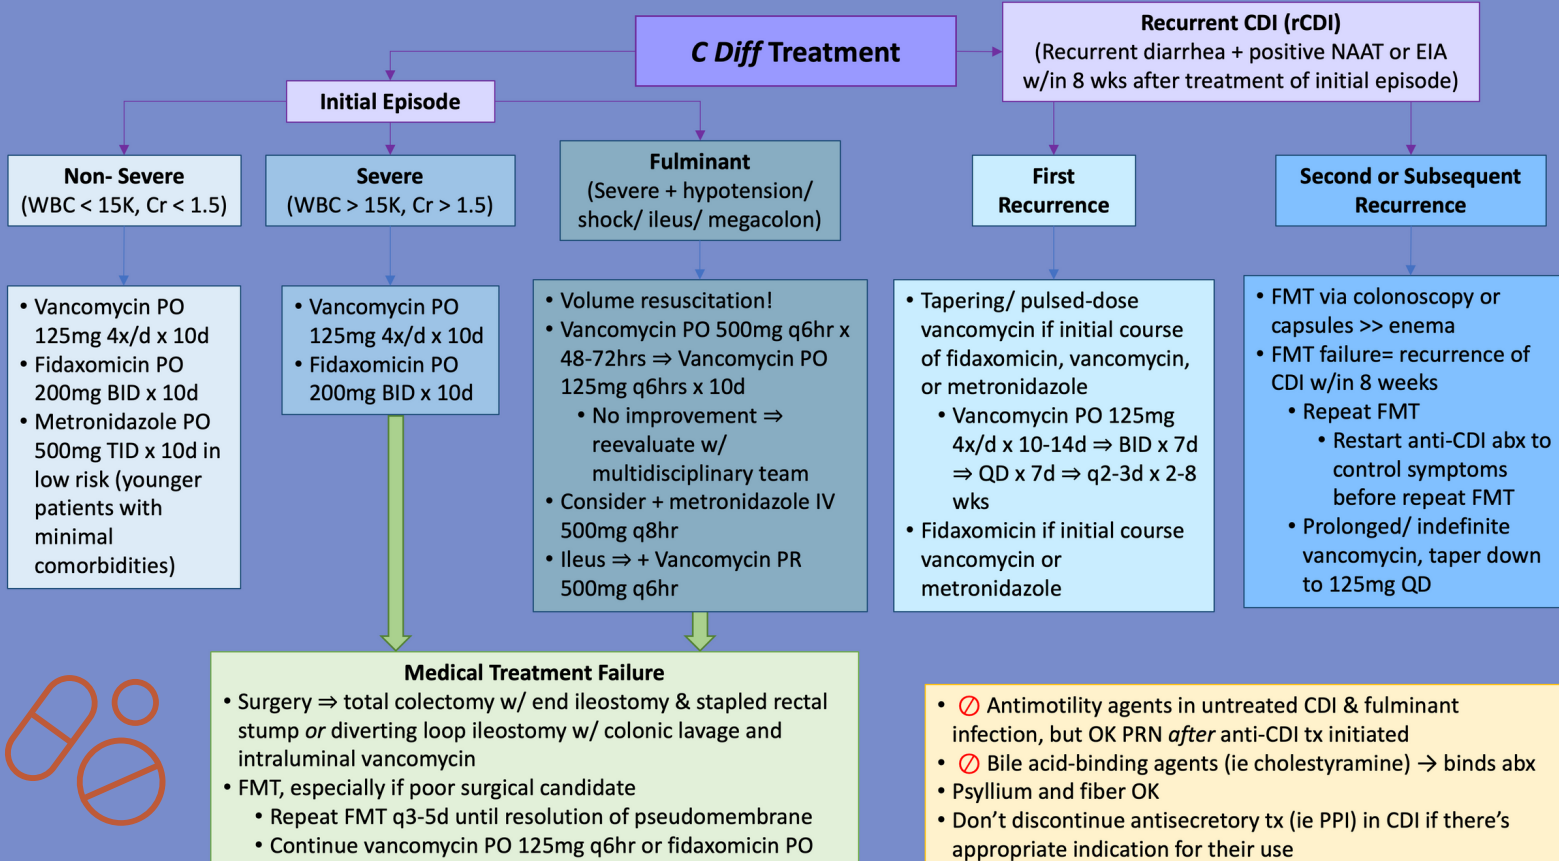 C Diff Treatment
Recurrent CDI (rCDI)
(Recurrent diarrhea + positive NAAT or EIA
w/in 8 wks after treatment of initial episode)
Initial Episode
Non- Severe
(WBC < 15K, Cr < 1.5)
Severe
(WBC > 15K, Cr > 1.5)
Fulminant
(Severe + hypotension/
shock/ ileus/ megacolon)
First
Recurrence
Second or Subsequent
Recurrence
• Vancomycin PO
125mg 4x/d x 10d
• Fidaxomicin PO
200mg BID x 10d
• Metronidazole PO
500mg TID x 10d in
low risk (younger
patients with
minimal
comorbidities)
• Vancomycin PO
125mg 4x/d x 10d
• Fidaxomicin PO
200mg BID x 10d
• Volume resuscitation!
• Vancomycin PO 500mg q6hr x
48-72hrs ⇒ Vancomycin PO
125mg q6hrs x 10d
• No improvement ⇒
reevaluate w/
multidisciplinary team
• Consider + metronidazole IV
500mg q8hr
• Ileus ⇒ + Vancomycin PR
500mg q6hr
• Tapering/ pulsed-dose
vancomycin if initial course
of fidaxomicin, vancomycin,
or metronidazole
• Vancomycin PO 125mg
4x/d x 10-14d ⇒ BID x 7d
⇒ QD x 7d ⇒ q2-3d x 2-8
wks
• Fidaxomicin if initial course
vancomycin or
metronidazole
• FMT via colonoscopy or
capsules >> enema
• FMT failure= recurrence of
CDI w/in 8 weeks
• Repeat FMT
• Restart anti-CDI abx to
control symptoms
before repeat FMT
• Prolonged/ indefinite
vancomycin, taper down
to 125mg QD
Medical Treatment Failure
• Surgery ⇒ total colectomy w/ end ileostomy & stapled rectal
stump or diverting loop ileostomy w/ colonic lavage and
intraluminal vancomycin
• FMT, especially if poor surgical candidate
• Repeat FMT q3-5d until resolution of pseudomembrane
• Continue vancomycin PO 125mg q6hr or fidaxomicin PO
• Antimotility agents in untreated CDI & fulminant
infection, but OK PRN after anti-CDI tx initiated
• Bile acid-binding agents (ie cholestyramine) → binds abx
• Psyllium and fiber OK
• Don't discontinue antisecretory tx (ie PPI) in CDI if there's
appropriate indication for their use